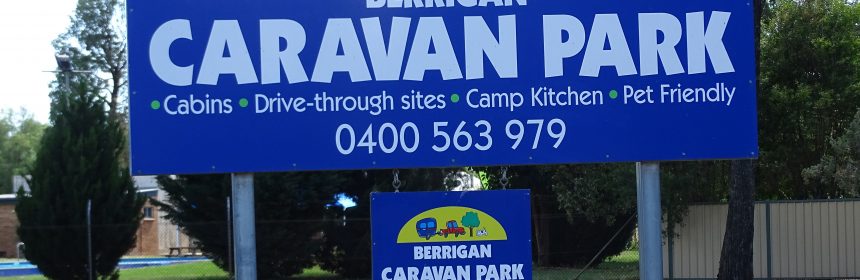 BERRIGAN
CARAVAN PARK
• Cabins • Drive-through sites • Camp Kitchen • Pet Friendly
0400 563 979
BERRIGAN
CARAVAN PARK